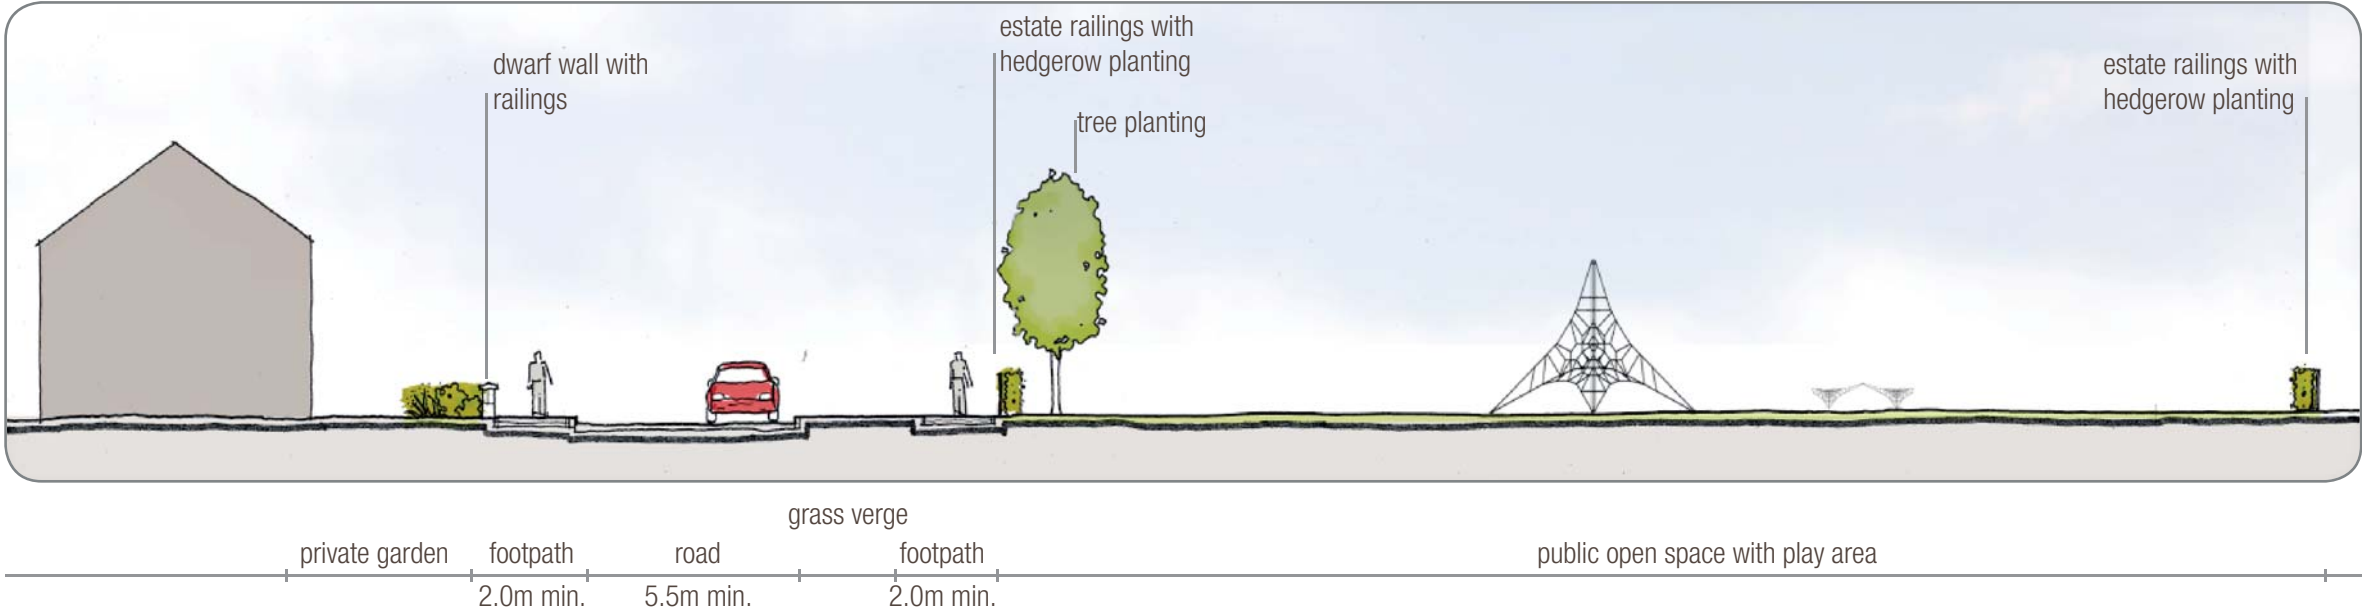 estate railings with
hedgerow planting
dwarf wall with
railings
estate railings with
hedgerow planting
tree planting
grass verge
private garden
footpath
road
footpath
public open space with play area
2.0m min.
5.5m min.
2.0m min.